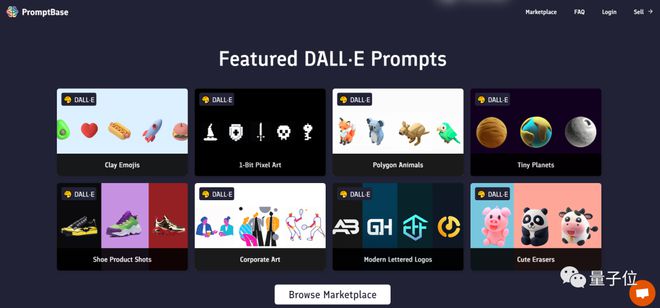 PromptBase
Marketplace FAQ Login Sell →
Featured DALL·E Prompts
DALL·E DALL·E DALL·E DALL·E
Clay Emojis 1-Bit Pixel Art Polygon Animals Tiny Planets
DALL·E DALL·E DALL·E DALL·E
AB GH
Shoe Product Shots Corporate Art Modern Lettered Logos Cute Erasers
量子位
Browse Marketplace